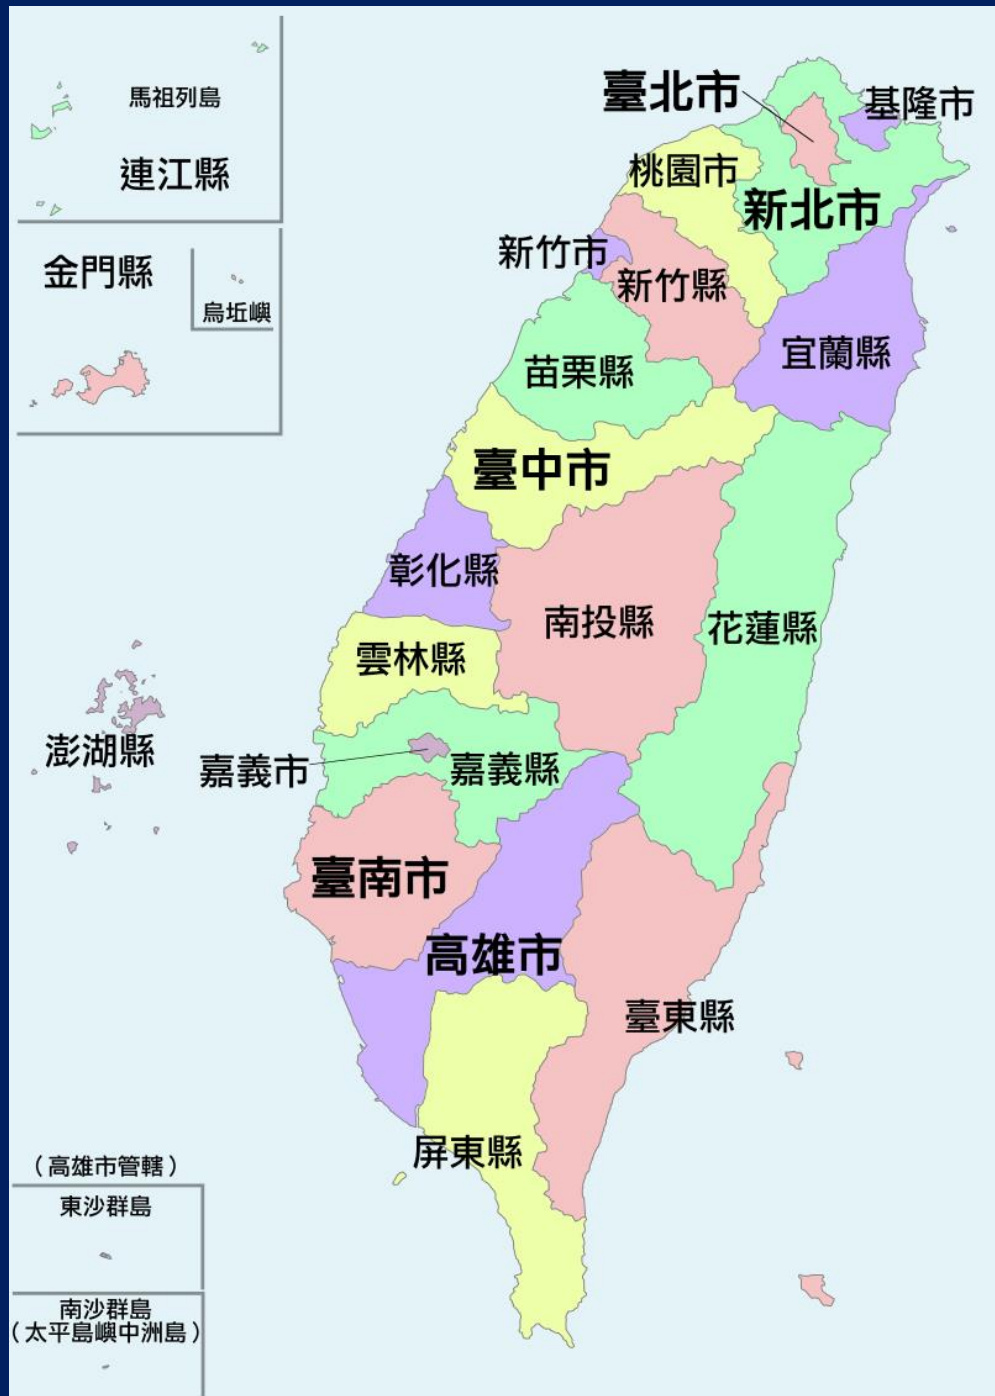 馬祖列島
連江縣
金門縣
烏坵嶼
臺北市
基隆市
桃園市
新北市
新竹市
新竹縣
宜蘭縣
苗栗縣
臺中市
彰化縣
南投縣
花蓮縣
雲林縣
澎湖縣
嘉義市
嘉義縣
臺南市
高雄市
臺東縣
屏東縣
（高雄市管轄）
東沙群島
南沙群島
（太平島嶼中洲島）